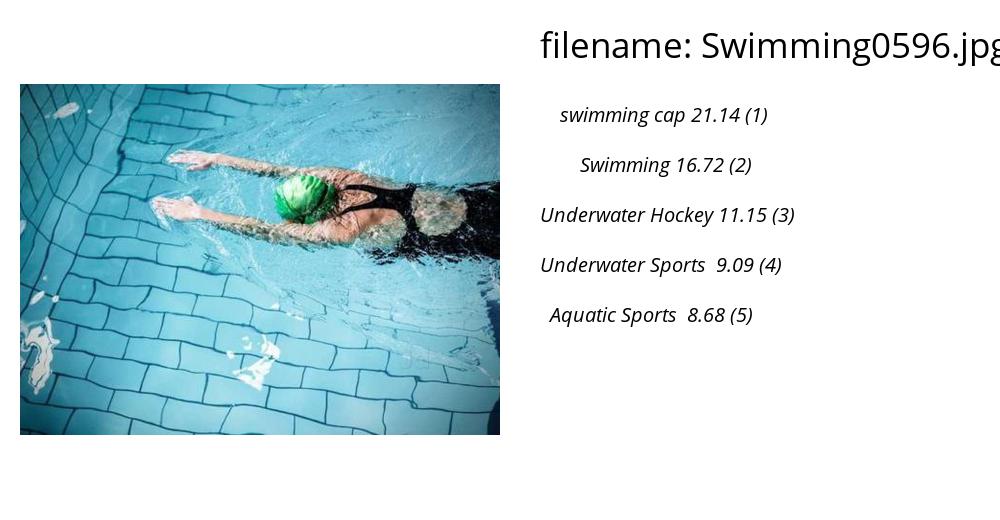 filename: Swimming0596.jpg
swimming cap 21.14 (1)
Swimming 16.72 (2)
Underwater Hockey 11.15 (3)
Underwater Sports 9.09 (4)
Aquatic Sports 8.68 (5)